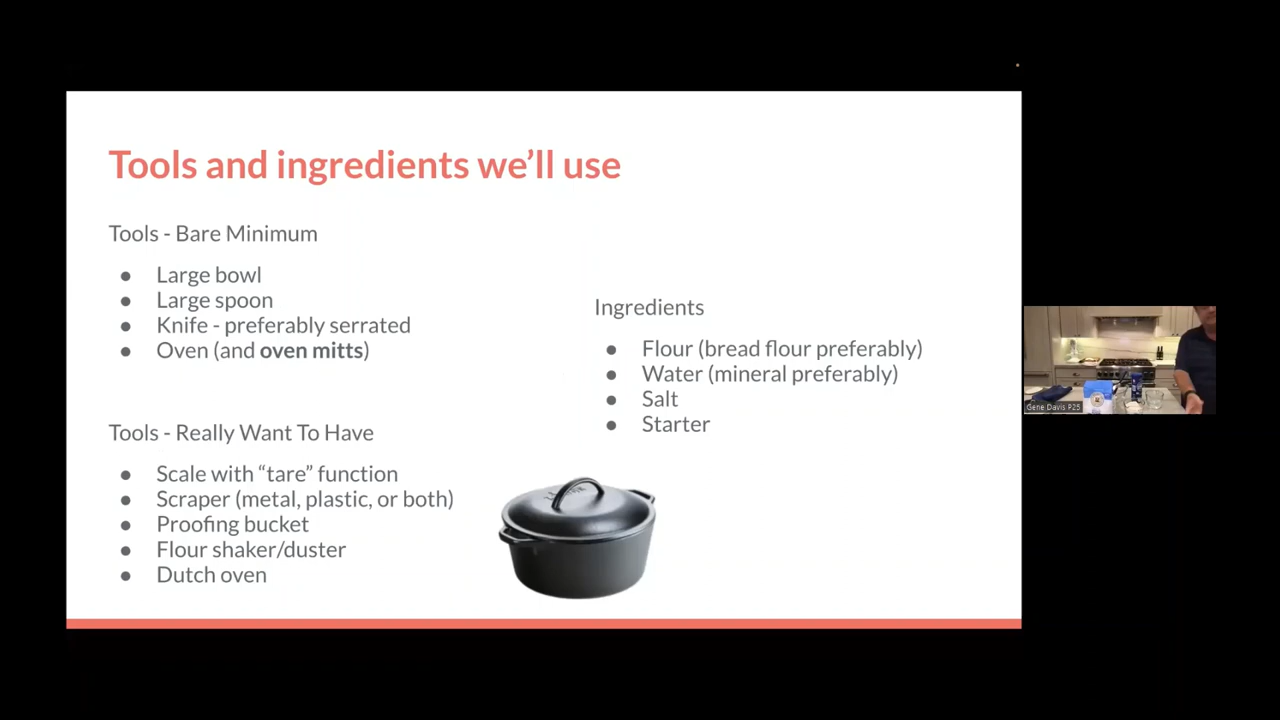 Tools and ingredients we’ll use
Tools - Bare Minimum
● Large bowl
● Large spoon
● Knife - preferably serrated
● Oven (and oven mitts)
Tools - Really Want To Have
● Scale with “tare” function
● Scraper (metal, plastic, or both)
● Proofing bucket
● Flour shaker/duster
● Dutch oven
Ingredients
● Flour (bread flour preferably)
● Water (mineral preferably)
● Salt
● Starter
Gene Davis P25